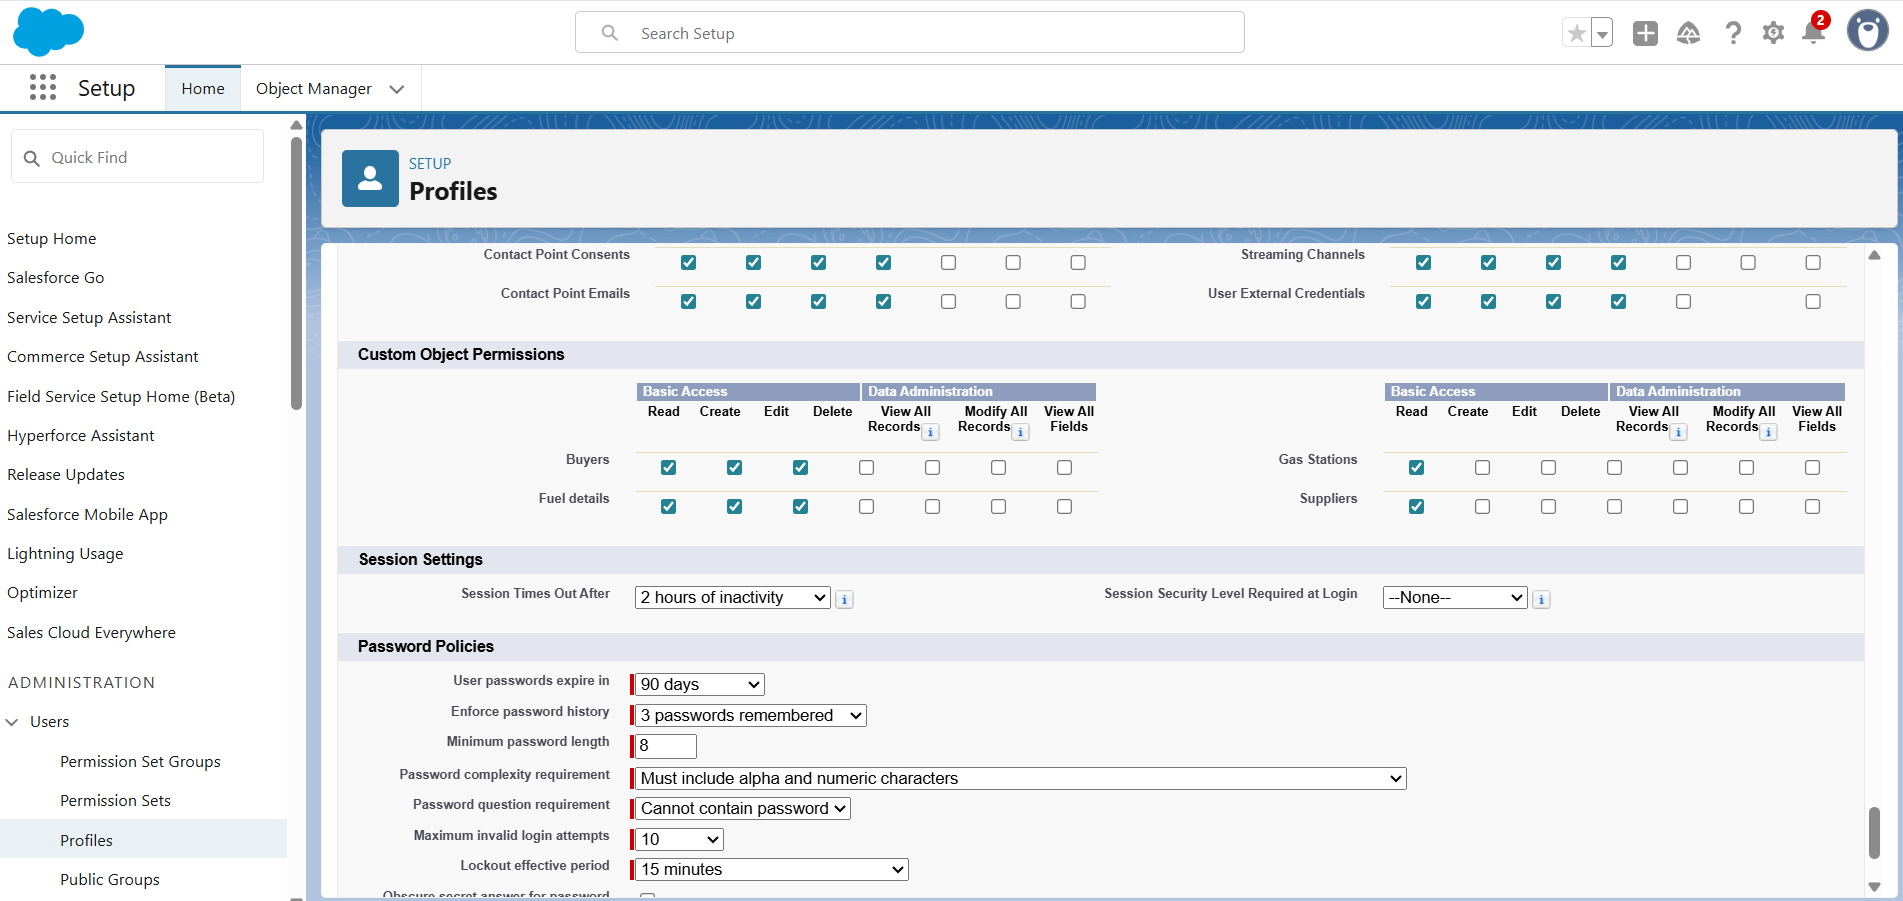 Search Setup
2
Setup
Home
Object Manager
Quick Find
Setup Home
Salesforce Go
Service Setup Assistant
Commerce Setup Assistant
Field Service Setup Home (Beta)
Hyperforce Assistant
Release Updates
Salesforce Mobile App
Lightning Usage
Optimizer
Sales Cloud Everywhere
ADMINISTRATION
Users
Permission Set Groups
Permission Sets
Profiles
Public Groups
SETUP
Profiles
Contact Point Consents
Streaming Channels
Contact Point Emails
User External Credentials
Custom Object Permissions
Basic Access Data Administration
Basic Access Data Administration
Read Create Edit Delete View All Records i Modify All Records i View All Fields
Read Create Edit Delete View All Records i Modify All Records i View All Fields
Buyers
Gas Stations
Fuel details
Suppliers
Session Settings
Session Times Out After 2 hours of inactivity i
Session Security Level Required at Login --None-- i
Password Policies
User passwords expire in 90 days
Enforce password history 3 passwords remembered
Minimum password length 8
Password complexity requirement Must include alpha and numeric characters
Password question requirement Cannot contain password
Maximum invalid login attempts 10
Lockout effective period 15 minutes
Obscure secret answer for password